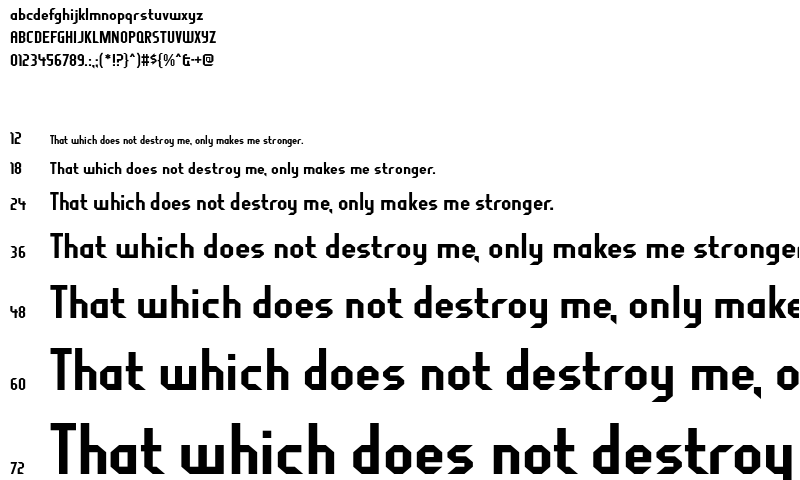 abcdefghijklmnopqrstuvwxyz
ABCDEFGHIJKLMNOPQRSTUVWXYZ
0123456789.:,;(*!?}^)#${%^&-+@
12 That which does not destroy me, only makes me stronger.
18 That which does not destroy me, only makes me stronger.
24 That which does not destroy me, only makes me stronger.
36 That which does not destroy me, only makes me stronger
48 That which does not destroy me, only make
60 That which does not destroy me, o
72 That which does not destroy